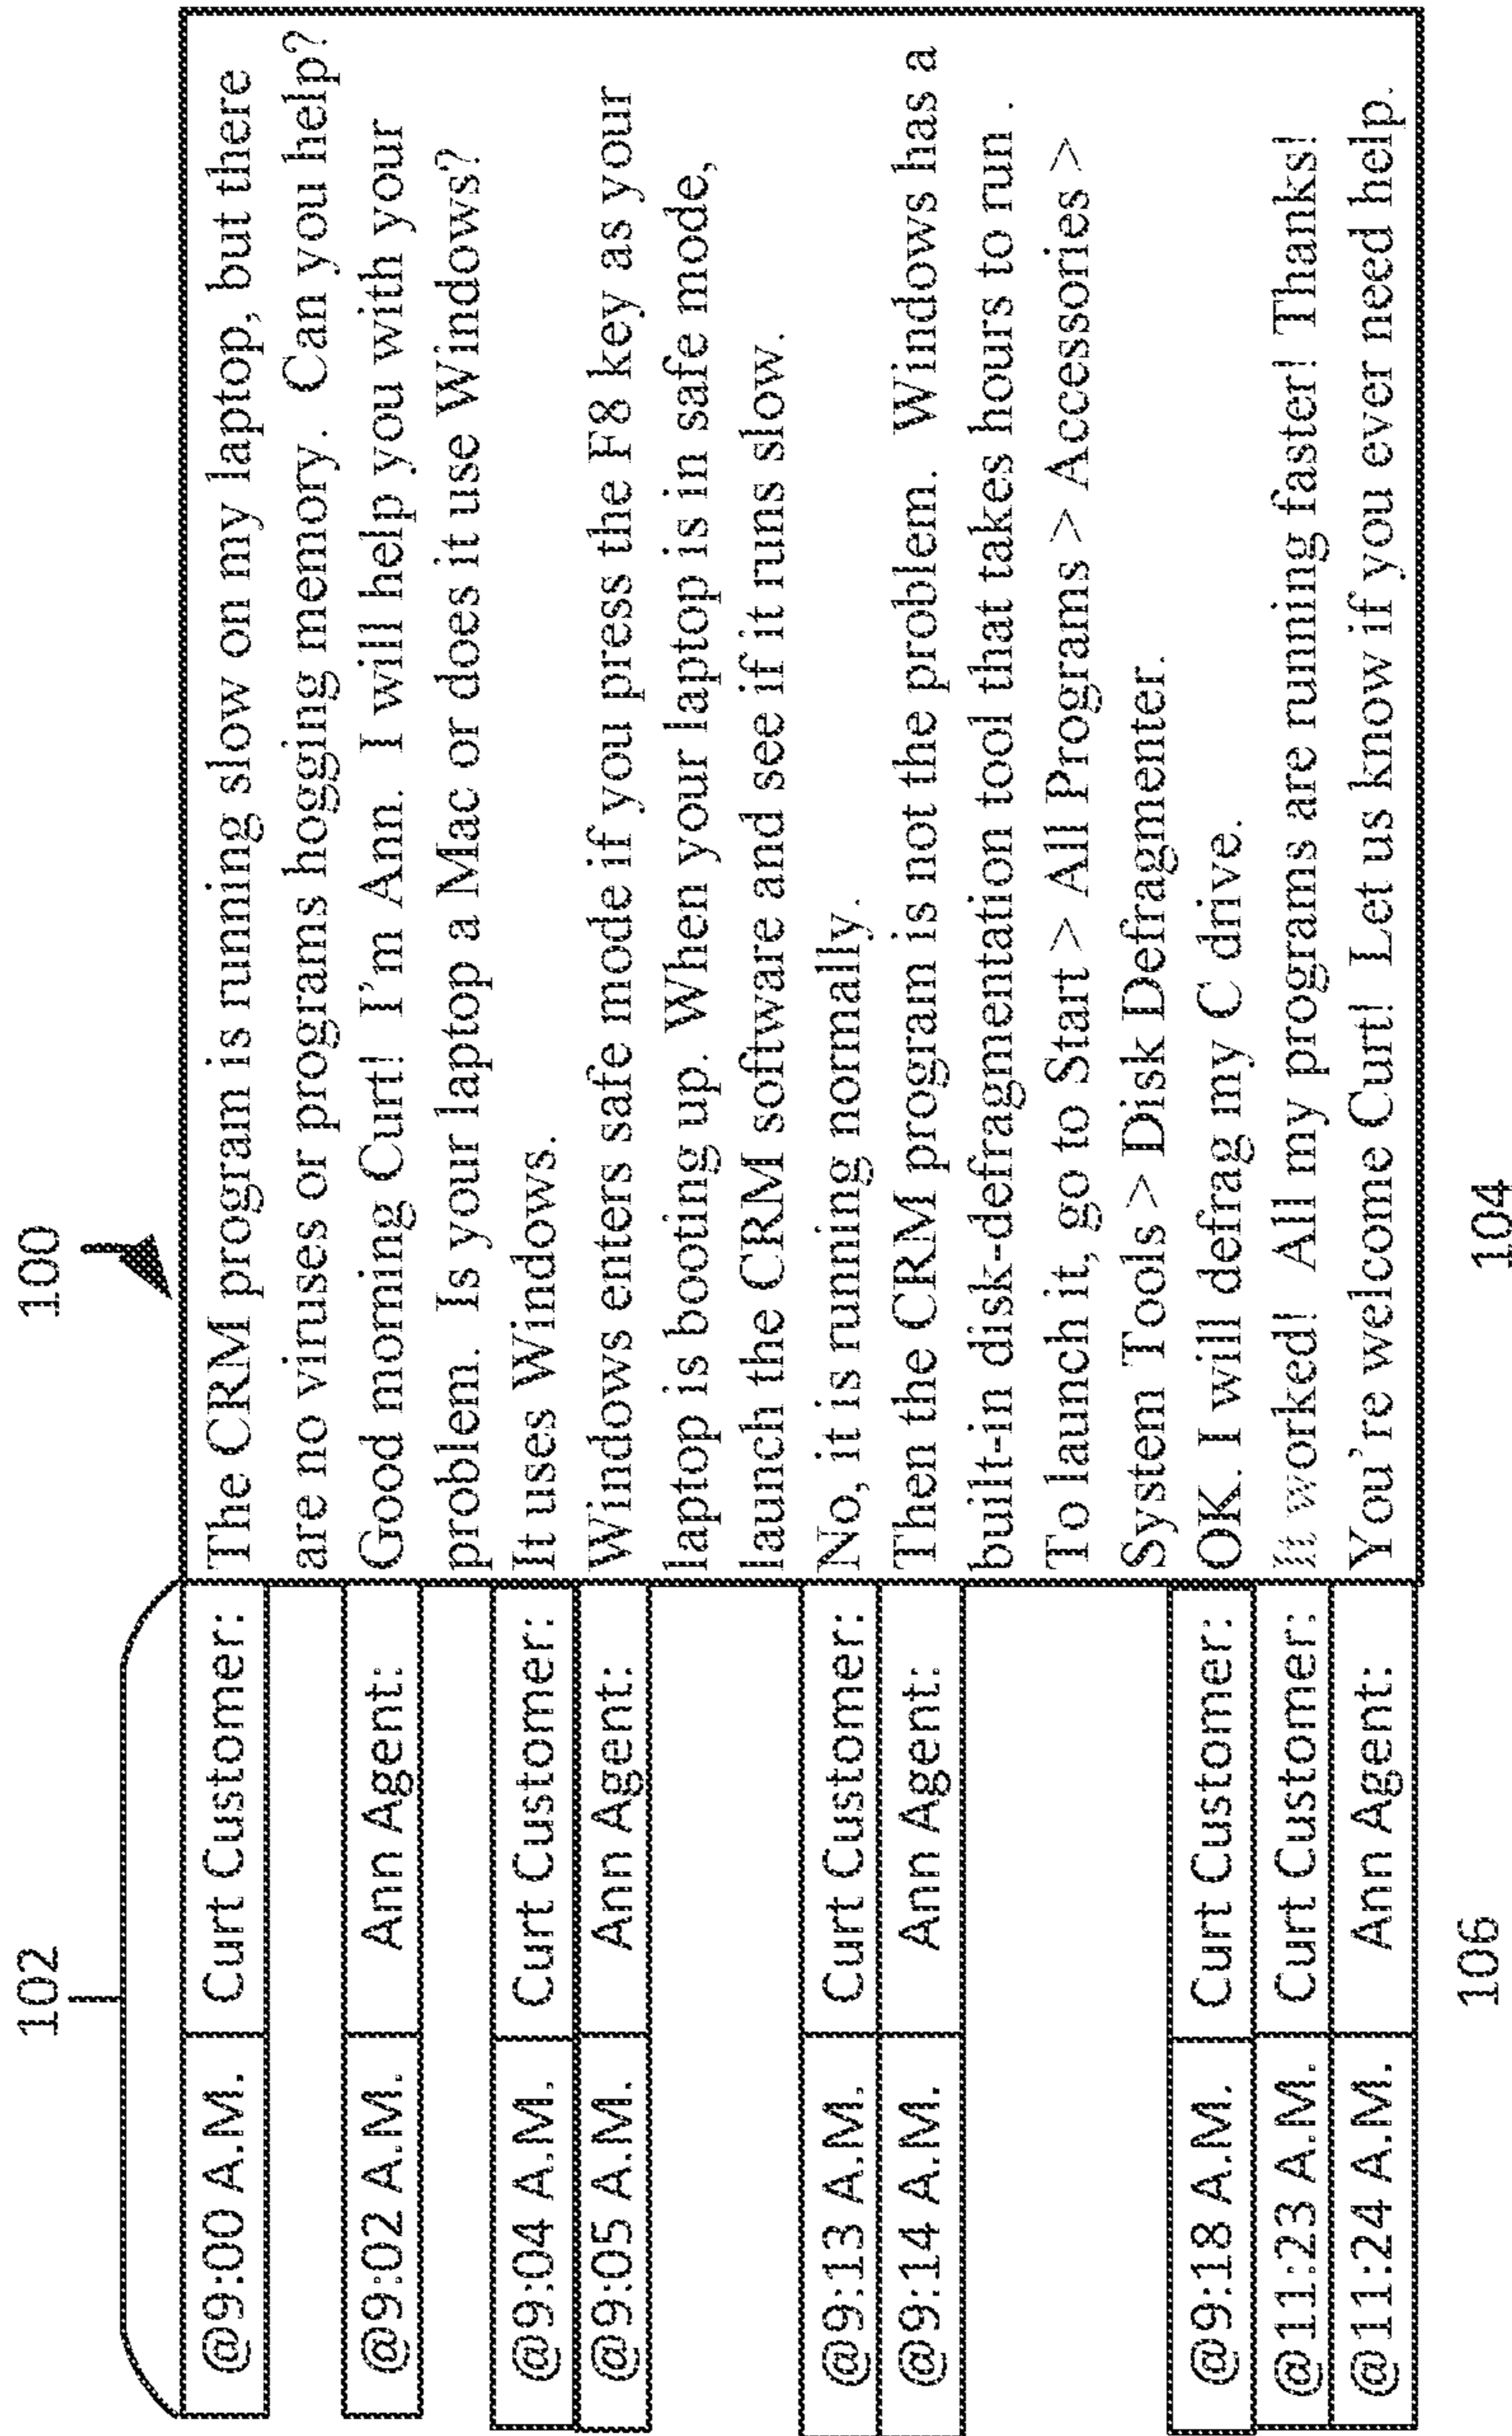 102
100
@9:00 A.M. Curt Customer: The CRM program is running slow on my laptop, but there
are no viruses or programs hogging memory. Can you help?
@9:02 A.M. Ann Agent: Good morning Curt! I'm Ann. I will help you with your
problem. Is your laptop a Mac or does it use Windows?
@9:04 A.M. Curt Customer: It uses Windows.
@9:05 A.M. Ann Agent: Windows enters safe mode if you press the F8 key as your
laptop is booting up. When your laptop is in safe mode,
launch the CRM software and see if it runs slow.
@9:13 A.M. Curt Customer: No, it is running normally.
@9:14 A.M. Ann Agent: Then the CRM program is not the problem. Windows has a
built-in disk-defragmentation tool that takes hours to run .
To launch it, go to Start > All Programs > Accessories >
System Tools > Disk Defragmenter.
@9:18 A.M. Curt Customer: OK. I will defrag my C drive.
@11:23 A.M. Curt Customer: It worked! All my programs are running faster! Thanks!
@11:24 A.M. Ann Agent: You're welcome Curt! Let us know if you ever need help.
106
104